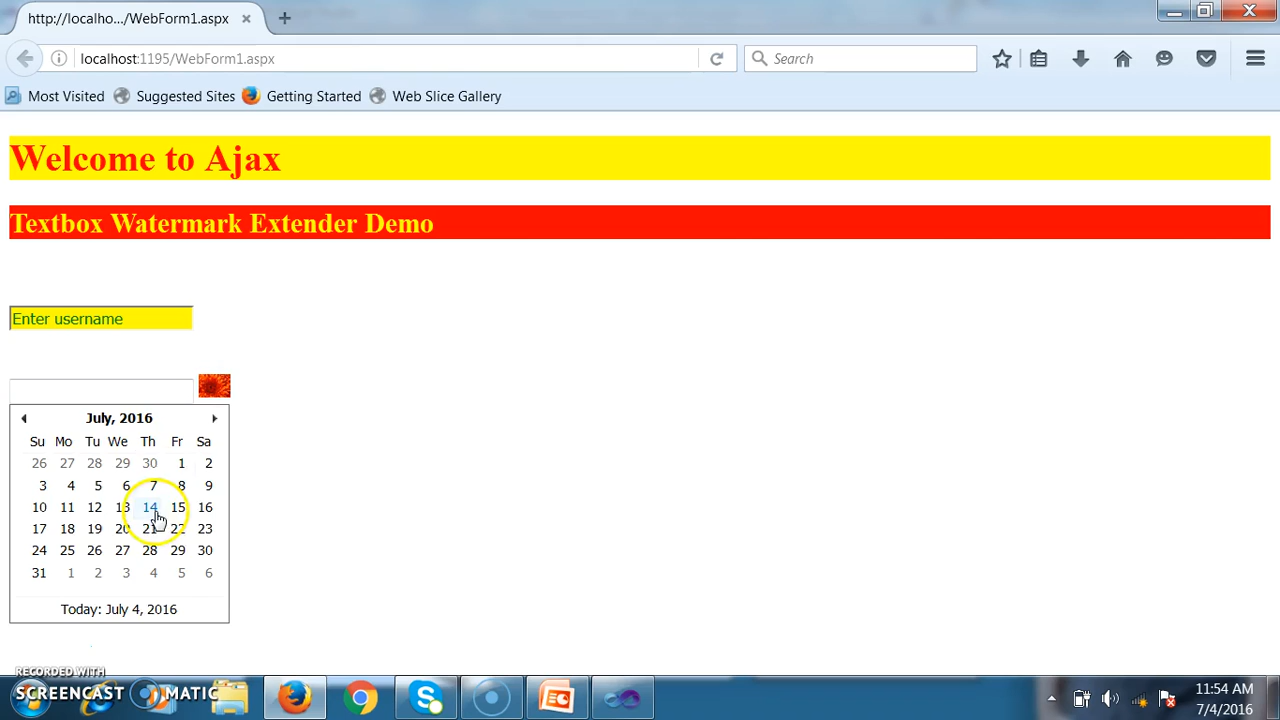 http://localho.../WebForm1.aspx
localhost:1195/WebForm1.aspx
Search
Most Visited Suggested Sites Getting Started Web Slice Gallery
Welcome to Ajax
Textbox Watermark Extender Demo
Enter username
July, 2016
Su Mo Tu We Th Fr Sa
26 27 28 29 30 1 2
3 4 5 6 7 8 9
10 11 12 13 14 15 16
17 18 19 20 21 22 23
24 25 26 27 28 29 30
31 1 2 3 4 5 6
Today: July 4, 2016
RECORDED WITH
SCREENCAST MATIC
11:54 AM
7/4/2016